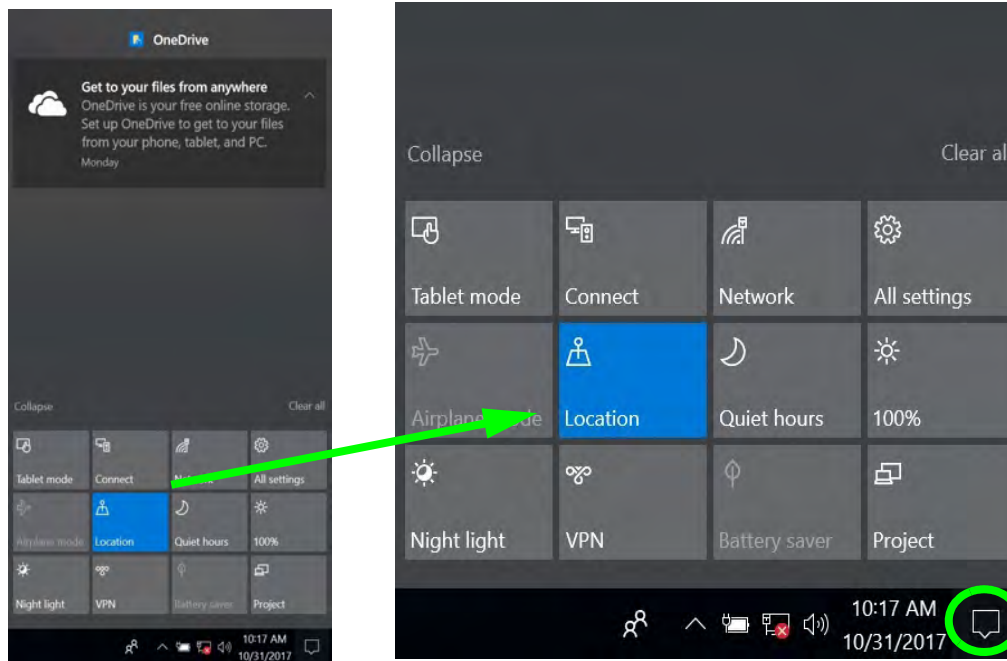 OneDrive
Get to your files from anywhere
OneDrive is your free online storage.
Set up OneDrive to get to your files
from your phone, tablet, and PC.
Monday
Collapse Clear all
Tablet mode Connect Network All settings
Airplane mode Location Quiet hours 100%
Night light VPN Battery saver Project
10:17 AM
10/31/2017
Collapse Clear al
Tablet mode Connect Network All settings
Airplane de Location Quiet hours 100%
Night light VPN Battery saver Project
10:17 AM
10/31/2017